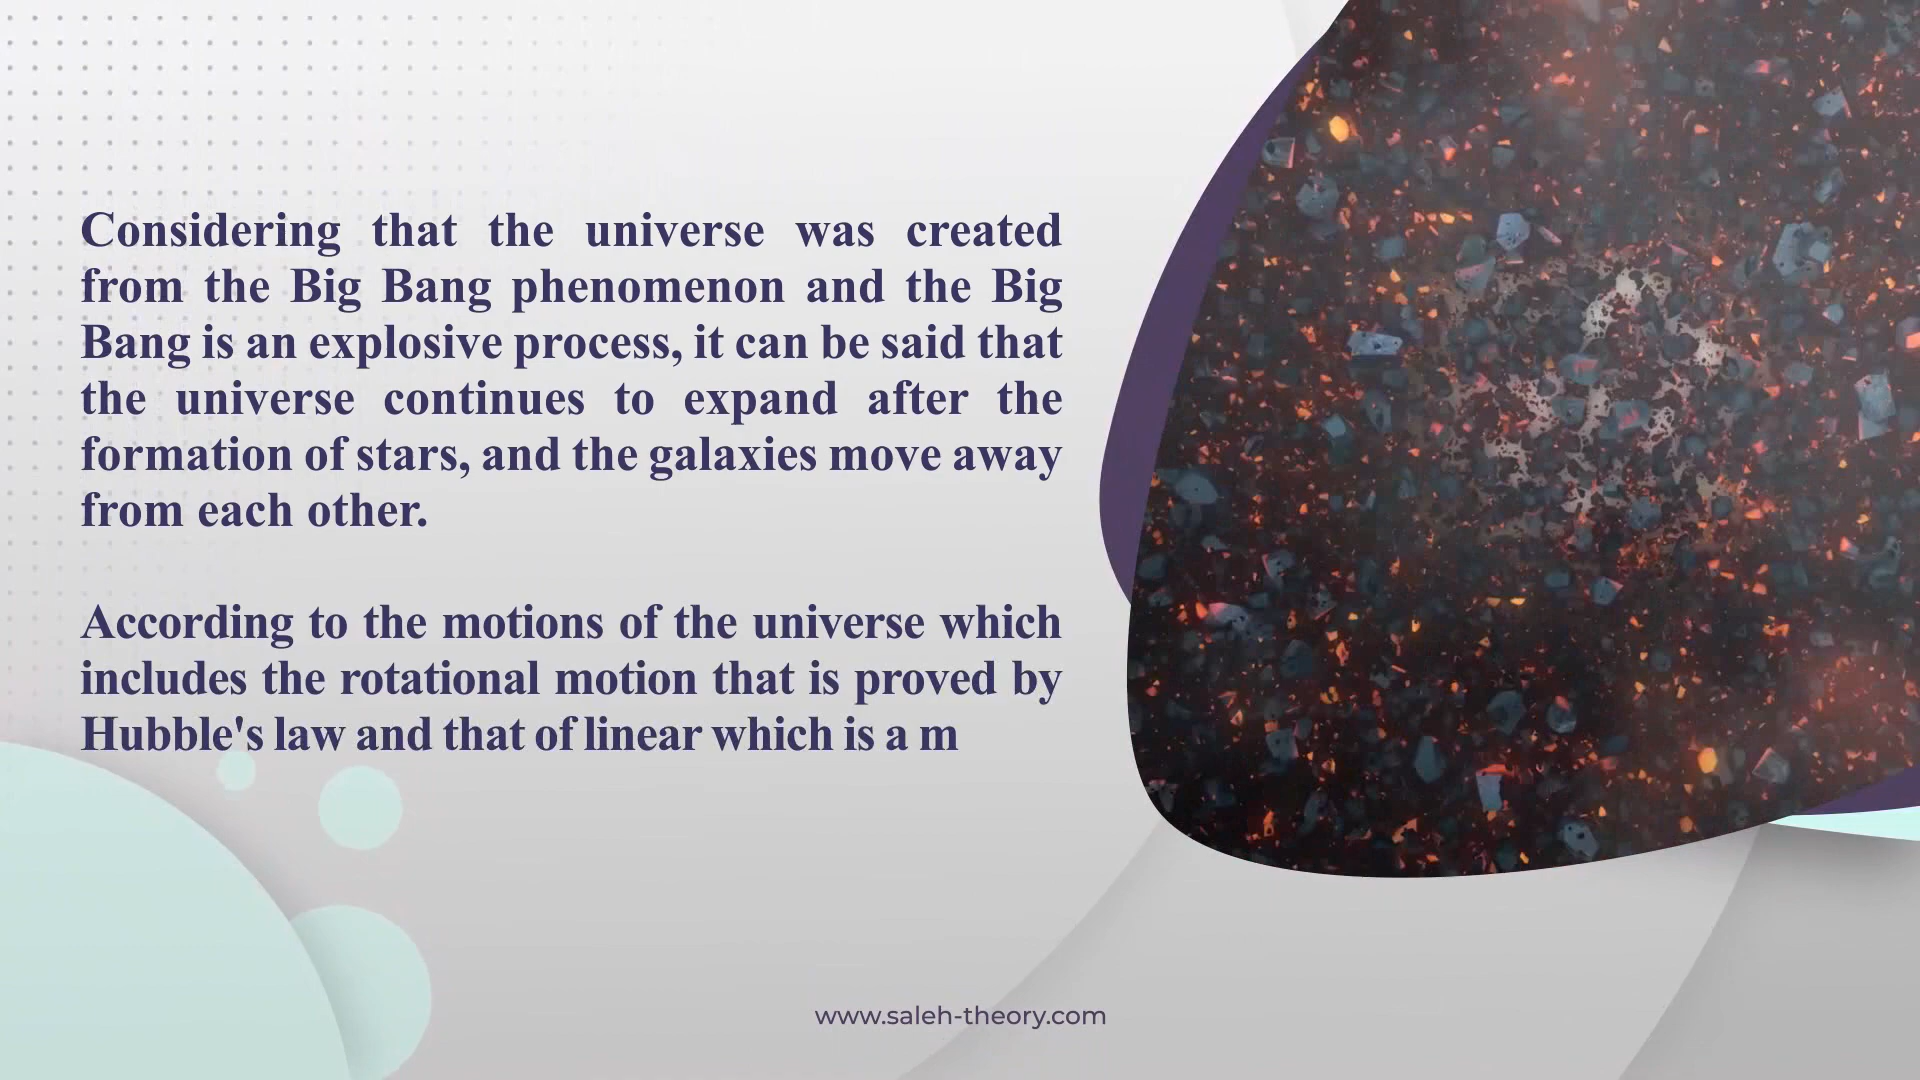 Considering that the universe was created
from the Big Bang phenomenon and the Big
Bang is an explosive process, it can be said that
the universe continues to expand after the
formation of stars, and the galaxies move away
from each other.
According to the motions of the universe which
includes the rotational motion that is proved by
Hubble's law and that of linear which is a m
www.saleh-theory.com